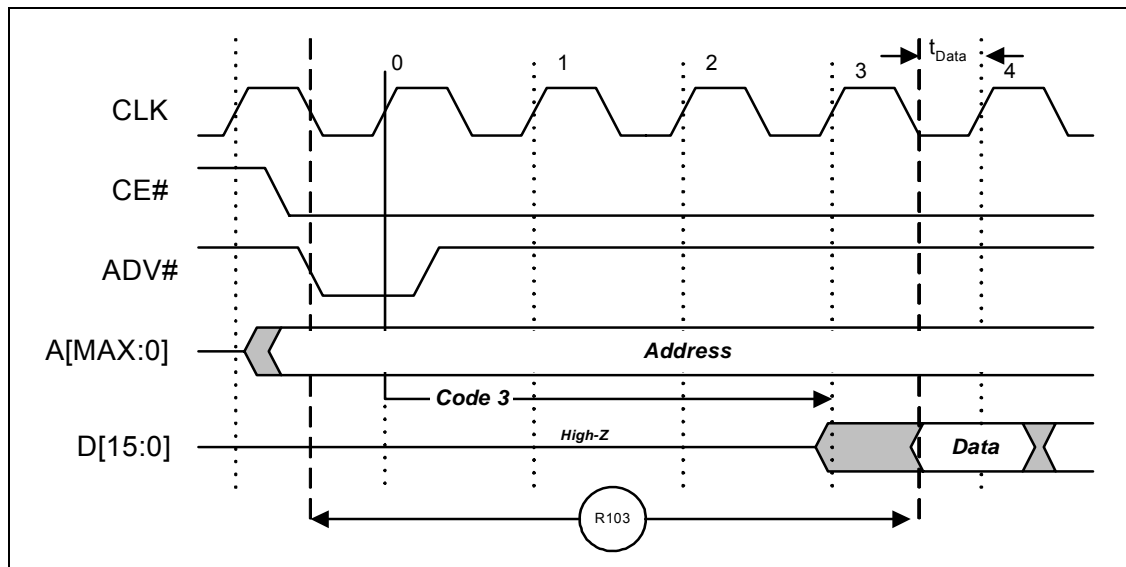 tData
0 1 2 3 4
CLK
CE#
ADV#
A[MAX:0] Address
Code 3
High-Z
D[15:0] Data
R103